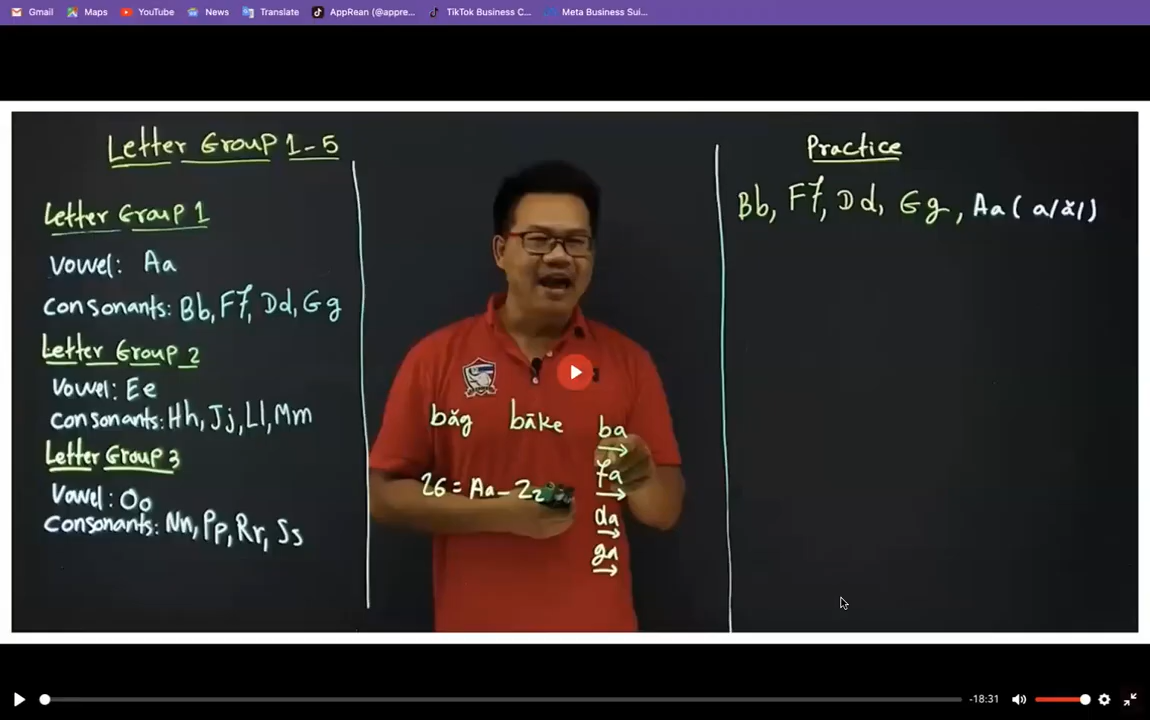 Gmail Maps YouTube News Translate AppRean (@appre... TikTok Business C... Meta Business Sui...
Letter Group 1-5
Letter Group 1
Vowel: Aa
Consonants: Bb, Ff, Dd, Gg
Letter Group 2
Vowel: Ee
Consonants: Hh, Jj, Ll, Mm
Letter Group 3
Vowel: Oo
Consonants: Nn, Pp, Rr, Ss
băg bāke
26 = Aa - Zz
ba
fa
da
ga
Practice
Bb, Ff, Dd, Gg, Aa ( a/ă/)
-18:31